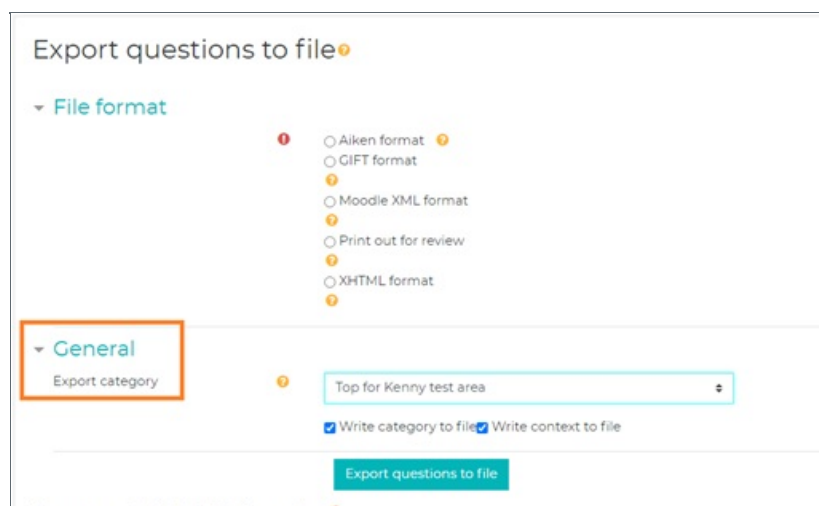 Export questions to file
File format
Aiken format
GIFT format
Moodle XML format
Print out for review
XHTML format
General
Export category
Top for Kenny test area
Write category to file Write context to file
Export questions to file